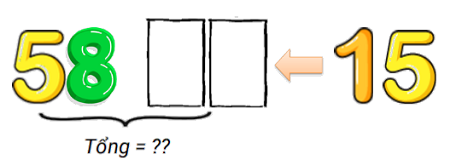 58 15
Tổng = ??